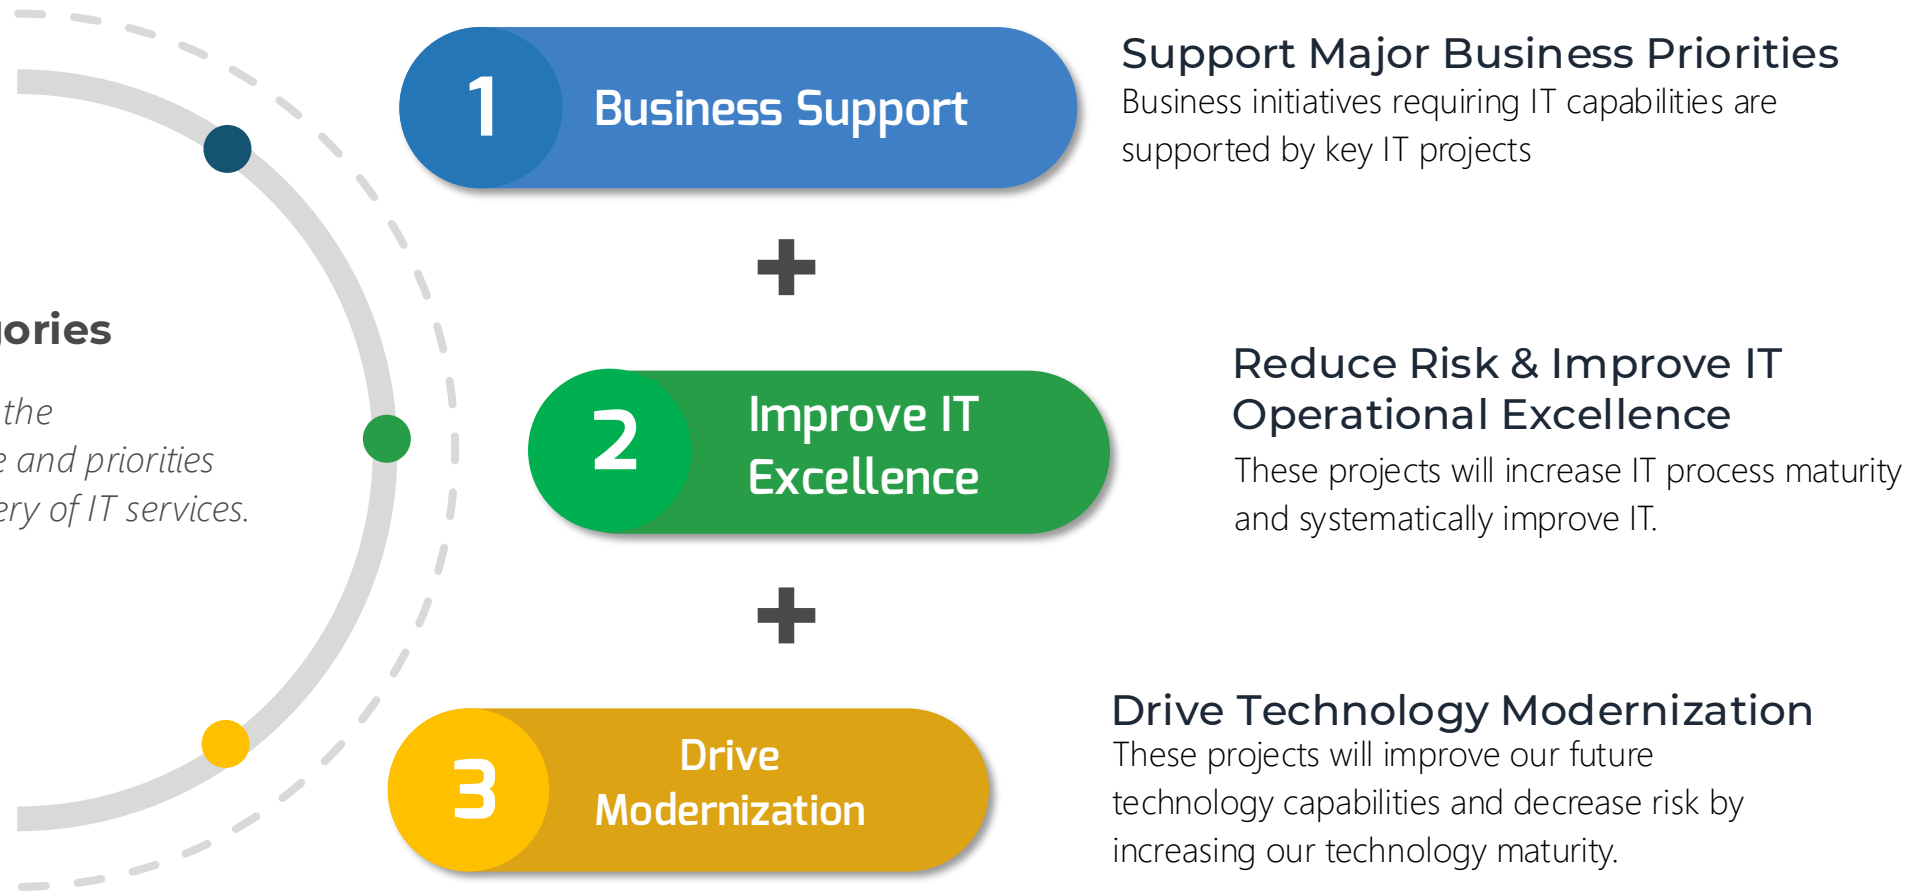 gories
the
e and priorities
ery of IT services.
1
Business Support
Support Major Business Priorities
Business initiatives requiring IT capabilities are
supported by key IT projects
+
2
Improve IT
Excellence
Reduce Risk & Improve IT
Operational Excellence
These projects will increase IT process maturity
and systematically improve IT.
+
3
Drive
Modernization
Drive Technology Modernization
These projects will improve our future
technology capabilities and decrease risk by
increasing our technology maturity.